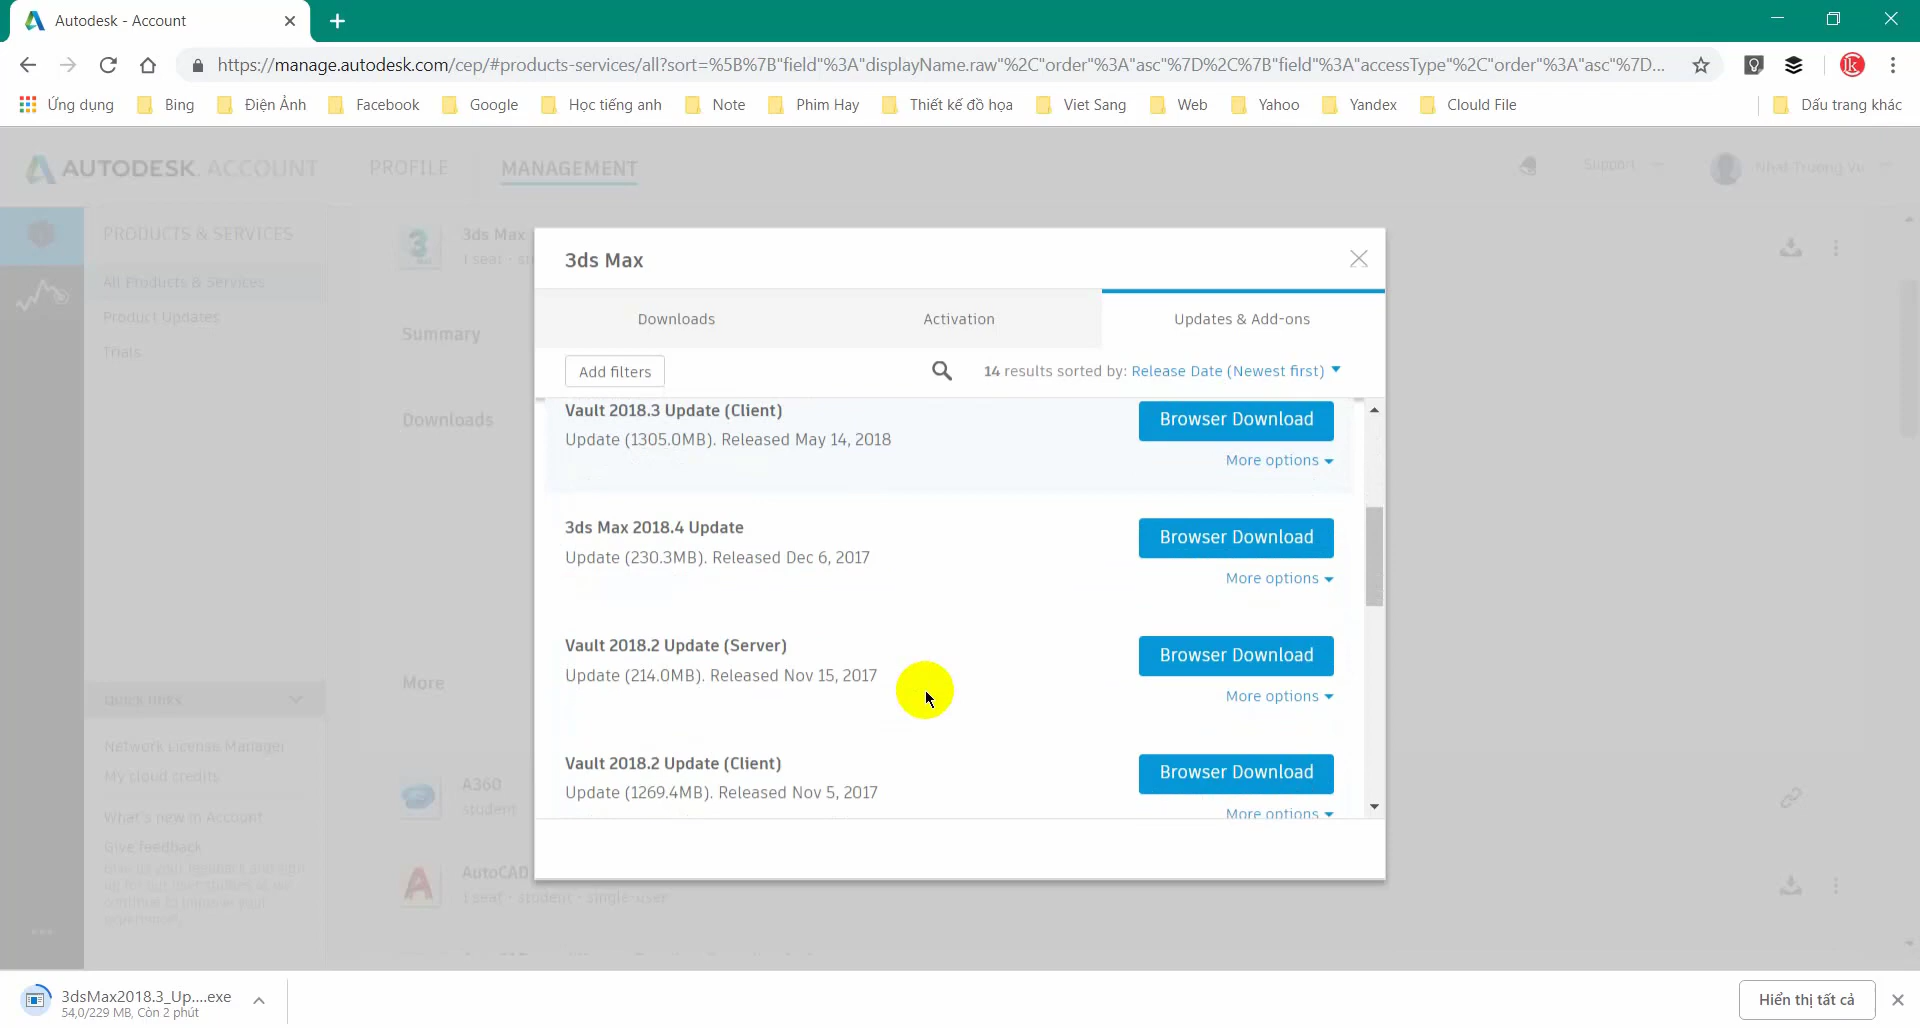 Autodesk - Account
https://manage.autodesk.com/cep/#products-services/all?sort=%5B%7B"field"%3A"displayName.raw"%2C"order"%3A"asc"%7D%2C%7B"field"%3A"accessType"%2C"order"%3A"asc"%7D...
Ứng dụng Bing Điện Ảnh Facebook Google Học tiếng anh Note Phim Hay Thiết kế đồ họa Viet Sang Web Yahoo Yandex Clould File Dấu trang khác
AUTODESK. ACCOUNT PROFILE MANAGEMENT Support Nhat Truong Vu
PRODUCTS & SERVICES
All Products & Services
Product Updates
Trials
3ds Max
1 seat - st
Summary
Downloads
More
3ds Max
Downloads Activation Updates & Add-ons
Add filters 14 results sorted by: Release Date (Newest first)
Vault 2018.3 Update (Client) Browser Download
Update (1305.0MB). Released May 14, 2018
More options
3ds Max 2018.4 Update Browser Download
Update (230.3MB). Released Dec 6, 2017
More options
Vault 2018.2 Update (Server) Browser Download
Update (214.0MB). Released Nov 15, 2017
More options
Vault 2018.2 Update (Client) Browser Download
Update (1269.4MB). Released Nov 5, 2017
More options
Quick links
Network License Manager
My cloud credits
What's new in Account
Give feedback
A360
student
AutoCAD
1 seat - student - single-user
3dsMax2018.3_Up....exe
54,0/229 MB, Còn 2 phút
Hiển thị tất cả